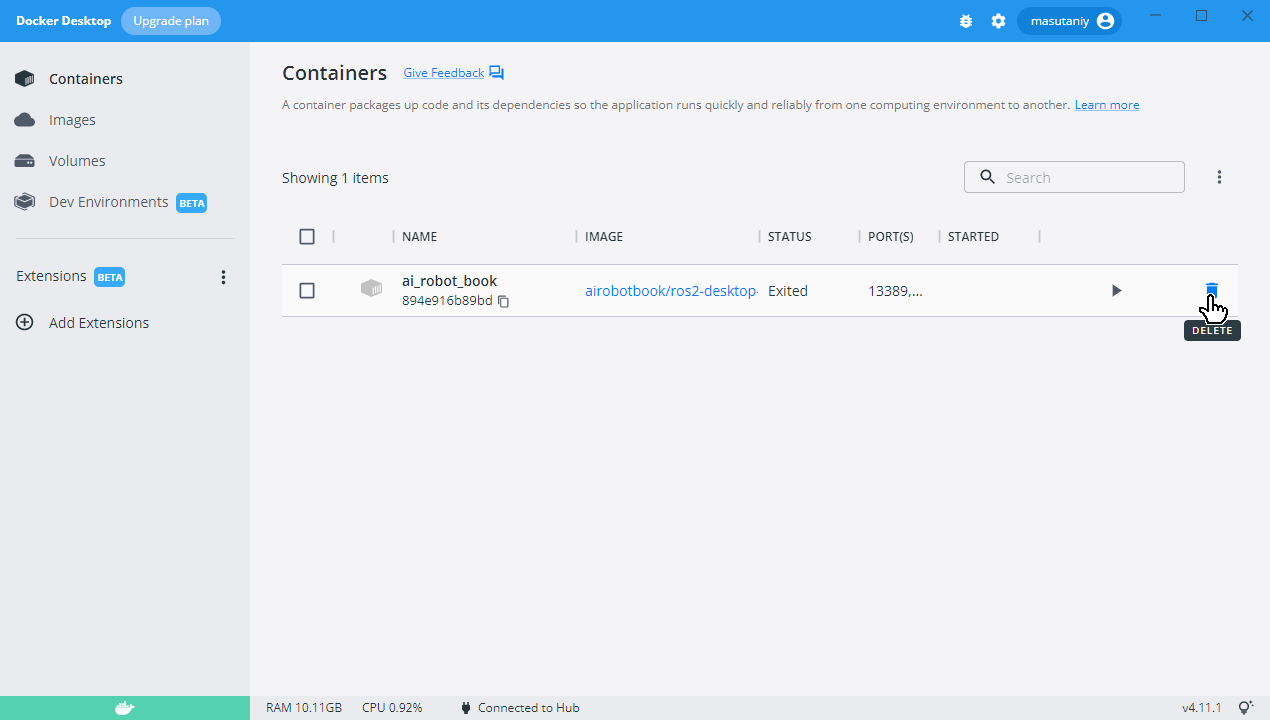 Docker Desktop Upgrade plan masutaniy
Containers
Images
Volumes
Dev Environments BETA
Extensions BETA
Add Extensions
Containers Give Feedback
A container packages up code and its dependencies so the application runs quickly and reliably from one computing environment to another. Learn more
Showing 1 items Search
NAME IMAGE STATUS PORT(S) STARTED
ai_robot_book airobotbook/ros2-desktop- Exited 13389,...
894e916b89bd
DELETE
RAM 10.11GB CPU 0.92% Connected to Hub v4.11.1